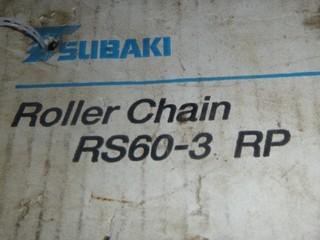 TSUBAKI
Roller Chain
RS60-3 RP